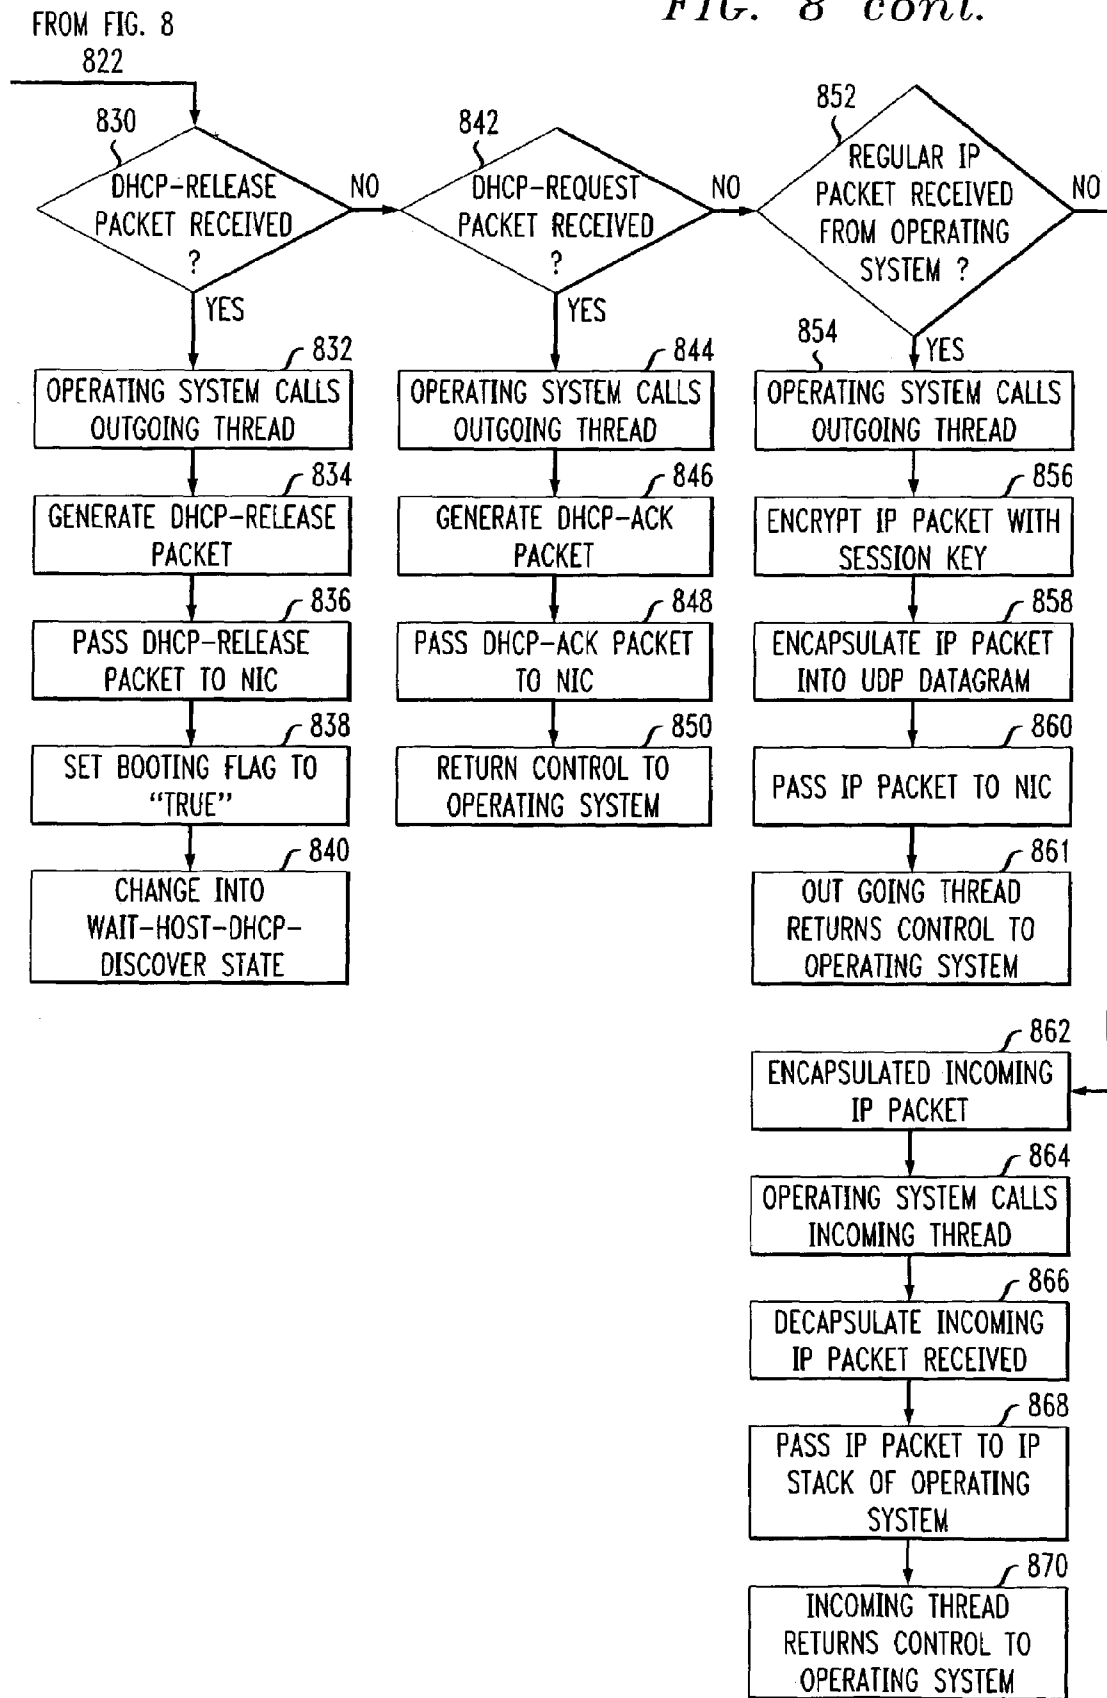 FIG. 8 cont.
FROM FIG. 8
822
830
DHCP-RELEASE
PACKET RECEIVED
?
NO
YES
832
OPERATING SYSTEM CALLS
OUTGOING THREAD
834
GENERATE DHCP-RELEASE
PACKET
836
PASS DHCP-RELEASE
PACKET TO NIC
838
SET BOOTING FLAG TO
“TRUE”
840
CHANGE INTO
WAIT-HOST-DHCP-
DISCOVER STATE
842
DHCP-REQUEST
PACKET RECEIVED
?
NO
YES
844
OPERATING SYSTEM CALLS
OUTGOING THREAD
846
GENERATE DHCP-ACK
PACKET
848
PASS DHCP-ACK PACKET
TO NIC
850
RETURN CONTROL TO
OPERATING SYSTEM
852
REGULAR IP
PACKET RECEIVED
FROM OPERATING
SYSTEM ?
NO
YES
854
OPERATING SYSTEM CALLS
OUTGOING THREAD
856
ENCRYPT IP PACKET WITH
SESSION KEY
858
ENCAPSULATE IP PACKET
INTO UDP DATAGRAM
860
PASS IP PACKET TO NIC
861
OUT GOING THREAD
RETURNS CONTROL TO
OPERATING SYSTEM
862
ENCAPSULATED INCOMING
IP PACKET
864
OPERATING SYSTEM CALLS
INCOMING THREAD
866
DECAPSULATE INCOMING
IP PACKET RECEIVED
868
PASS IP PACKET TO IP
STACK OF OPERATING
SYSTEM
870
INCOMING THREAD
RETURNS CONTROL TO
OPERATING SYSTEM